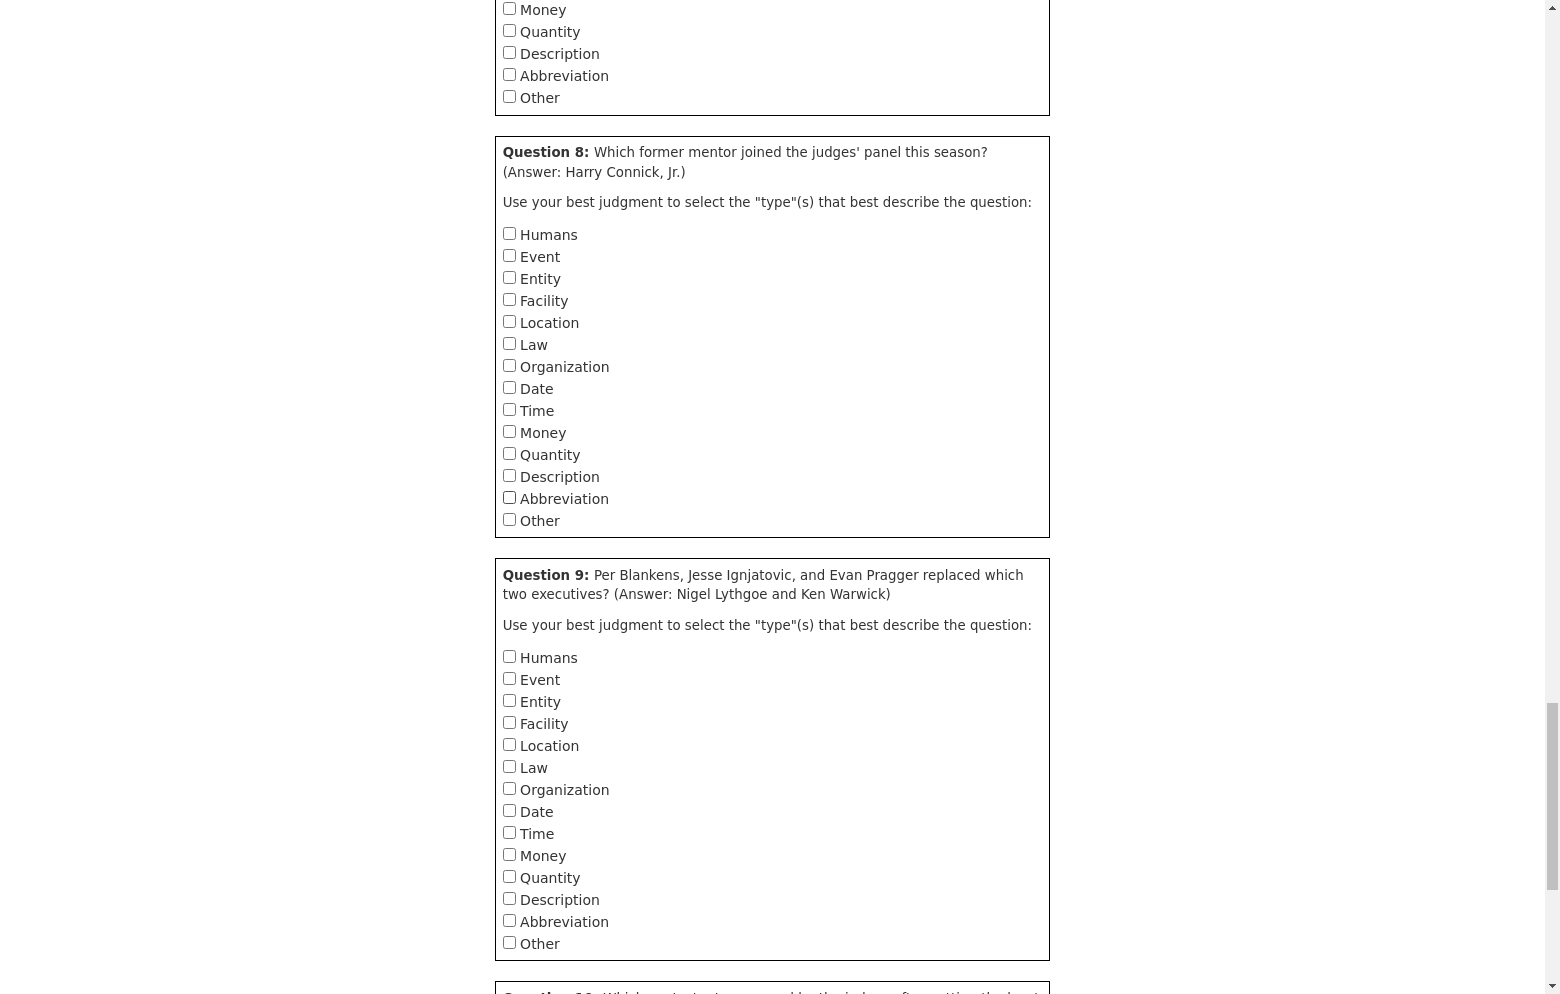 Money
Quantity
Description
Abbreviation
Other
Question 8: Which former mentor joined the judges' panel this season?
(Answer: Harry Connick, Jr.)
Use your best judgment to select the "type"(s) that best describe the question:
Humans
Event
Entity
Facility
Location
Law
Organization
Date
Time
Money
Quantity
Description
Abbreviation
Other
Question 9: Per Blankens, Jesse Ignjatovic, and Evan Pragger replaced which
two executives? (Answer: Nigel Lythgoe and Ken Warwick)
Use your best judgment to select the "type"(s) that best describe the question:
Humans
Event
Entity
Facility
Location
Law
Organization
Date
Time
Money
Quantity
Description
Abbreviation
Other